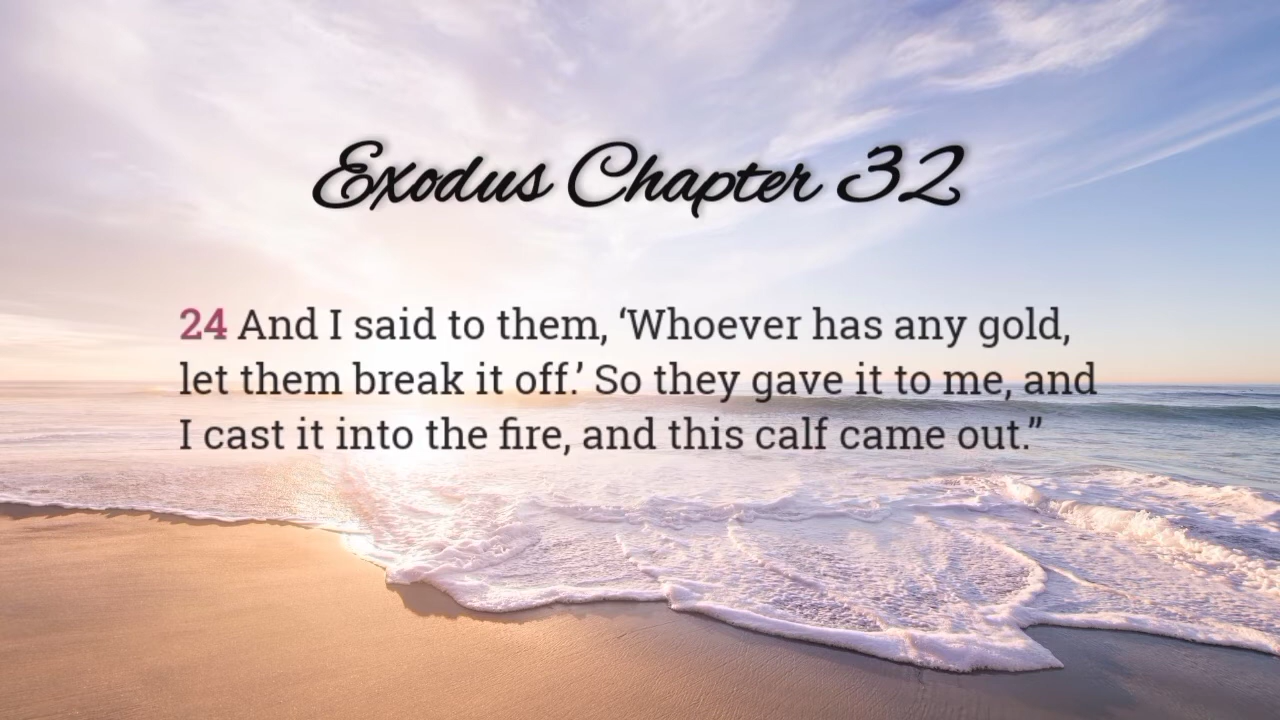 Exodus Chapter 32
24 And I said to them, ‘Whoever has any gold,
let them break it off.’ So they gave it to me, and
I cast it into the fire, and this calf came out.”